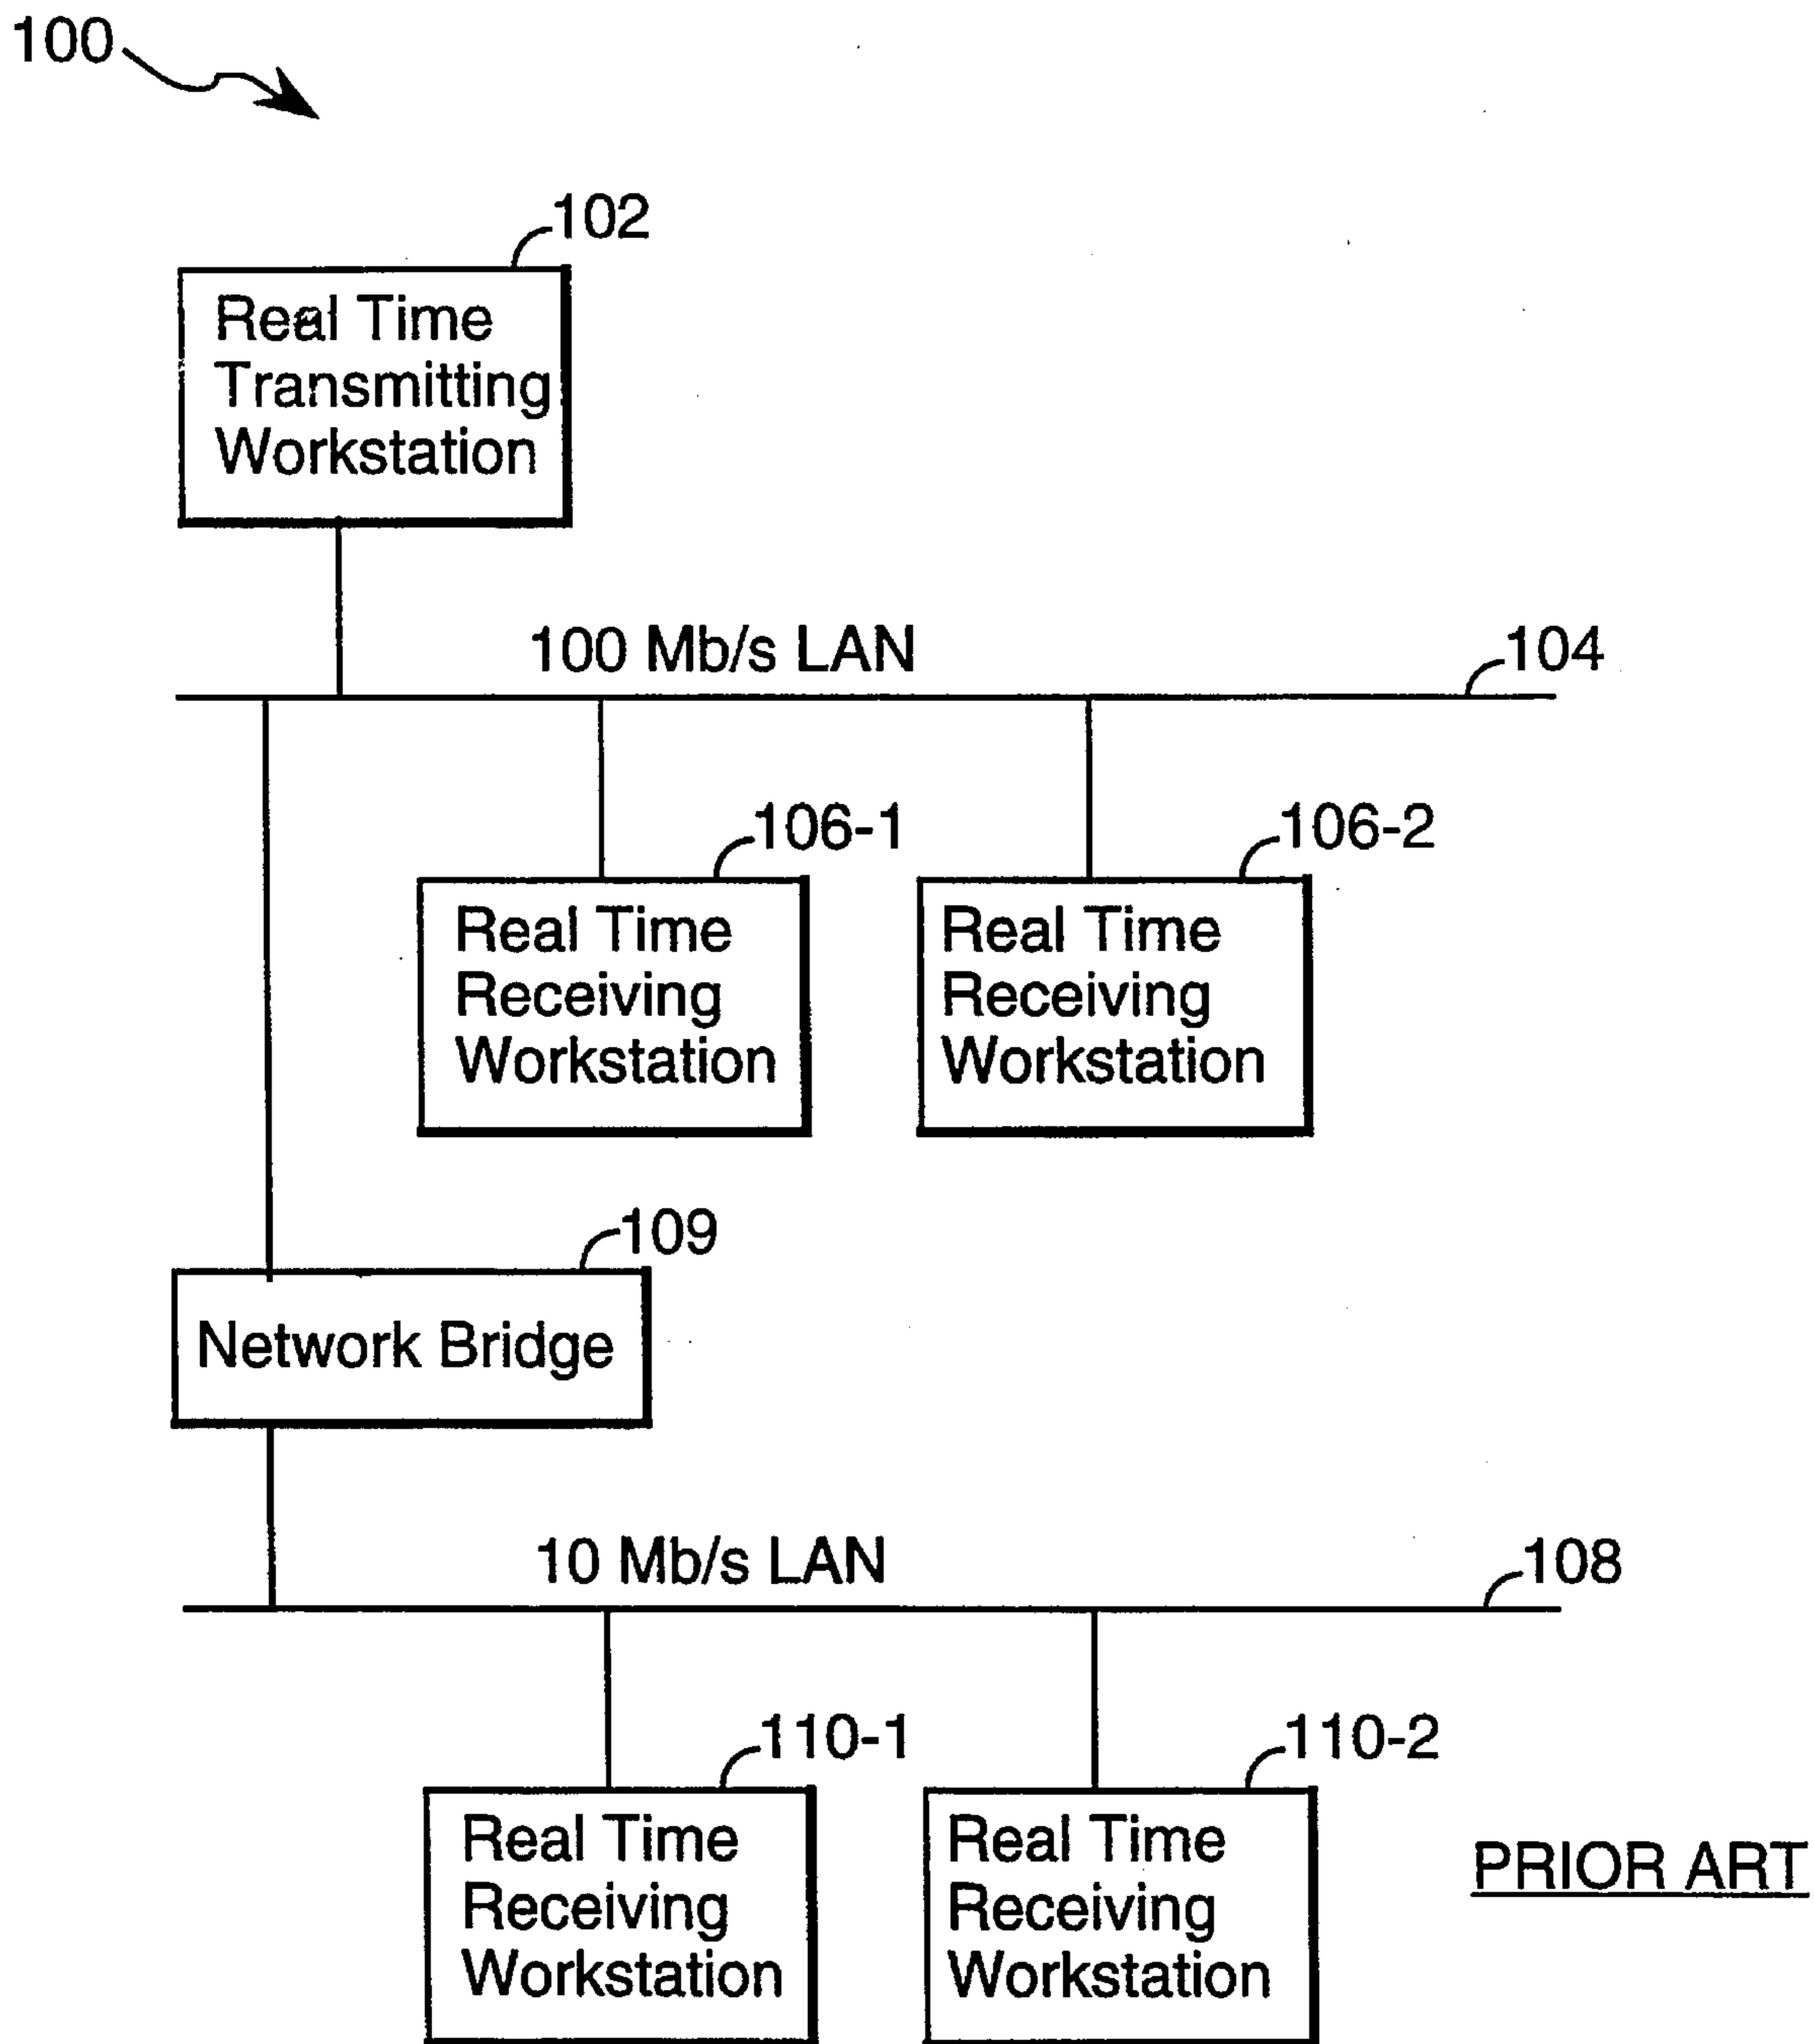 100
102
Real Time
Transmitting
Workstation
100 Mb/s LAN
104
106-1
106-2
Real Time
Receiving
Workstation
Real Time
Receiving
Workstation
109
Network Bridge
10 Mb/s LAN
108
110-1
110-2
Real Time
Receiving
Workstation
Real Time
Receiving
Workstation
PRIOR ART